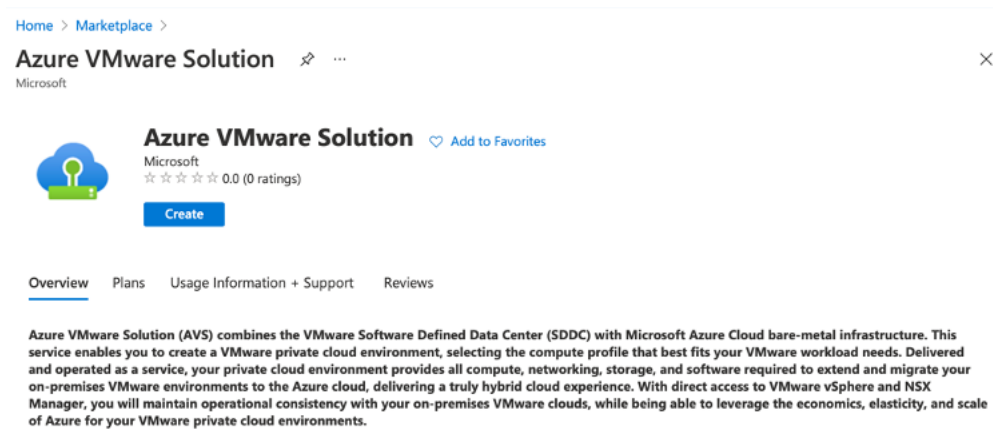 Home > Marketplace >
Azure VMware Solution ...
Microsoft
Azure VMware Solution Add to Favorites
Microsoft
0.0 (0 ratings)
Create
Overview Plans Usage Information + Support Reviews
Azure VMware Solution (AVS) combines the VMware Software Defined Data Center (SDDC) with Microsoft Azure Cloud bare-metal infrastructure. This
service enables you to create a VMware private cloud environment, selecting the compute profile that best fits your VMware workload needs. Delivered
and operated as a service, your private cloud environment provides all compute, networking, storage, and software required to extend and migrate your
on-premises VMware environments to the Azure cloud, delivering a truly hybrid cloud experience. With direct access to VMware vSphere and NSX
Manager, you will maintain operational consistency with your on-premises VMware clouds, while being able to leverage the economics, elasticity, and scale
of Azure for your VMware private cloud environments.